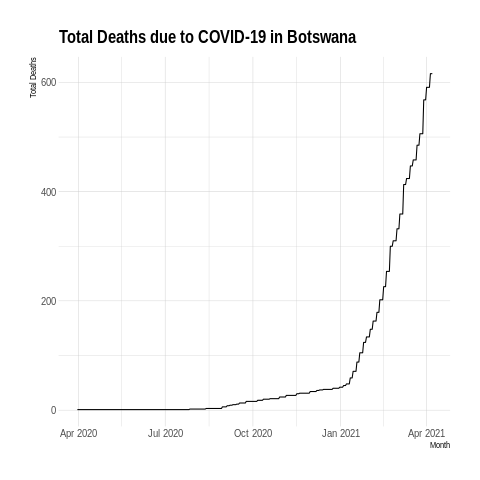 Total Deaths due to COVID-19 in Botswana
Total Deaths
600
400
200
0
Apr 2020 Jul 2020 Oct 2020 Jan 2021 Apr 2021
Month